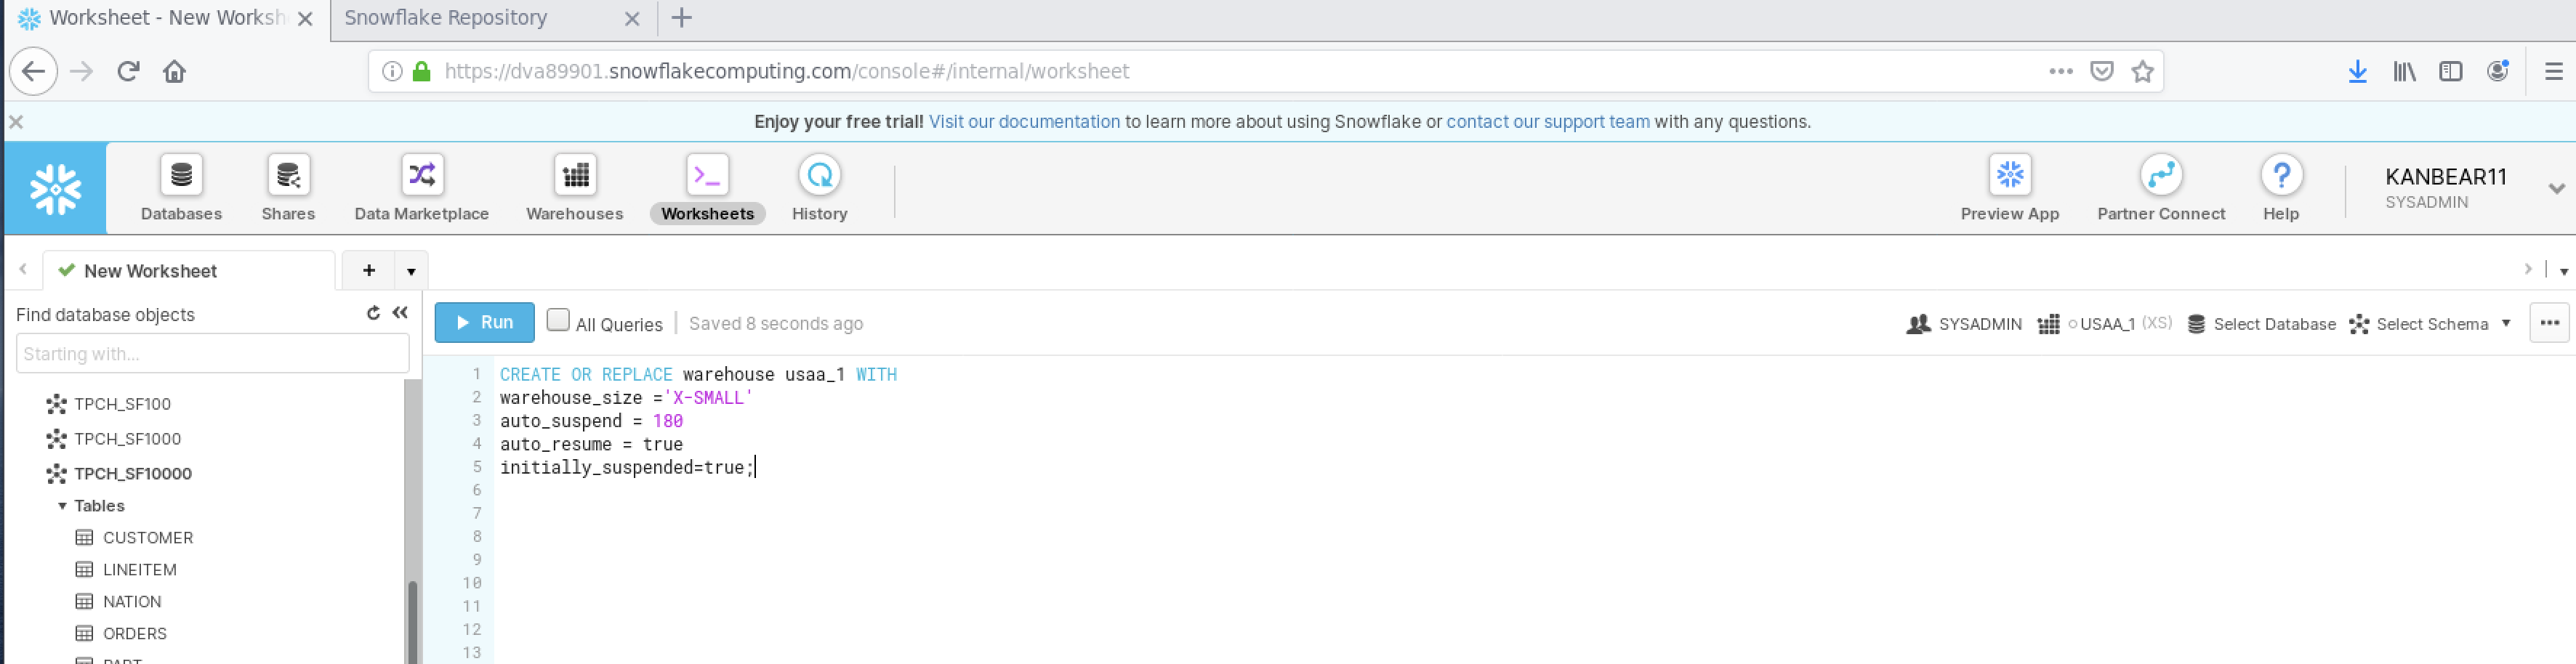 Worksheet - New Worksh
Snowflake Repository
https://dva89901.snowflakecomputing.com/console#/internal/worksheet
Enjoy your free trial! Visit our documentation to learn more about using Snowflake or contact our support team with any questions.
Databases
Shares
Data Marketplace
Warehouses
Worksheets
History
Preview App
Partner Connect
Help
KANBEAR11
SYSADMIN
New Worksheet
Find database objects
Starting with...
Run
All Queries
Saved 8 seconds ago
SYSADMIN
USAA_1 (XS)
Select Database
Select Schema
TPCH_SF100
TPCH_SF1000
TPCH_SF10000
Tables
CUSTOMER
LINEITEM
NATION
ORDERS
PART
1 CREATE OR REPLACE warehouse usaa_1 WITH
2 warehouse_size ='X-SMALL'
3 auto_suspend = 180
4 auto_resume = true
5 initially_suspended=true;
6
7
8
9
10
11
12
13